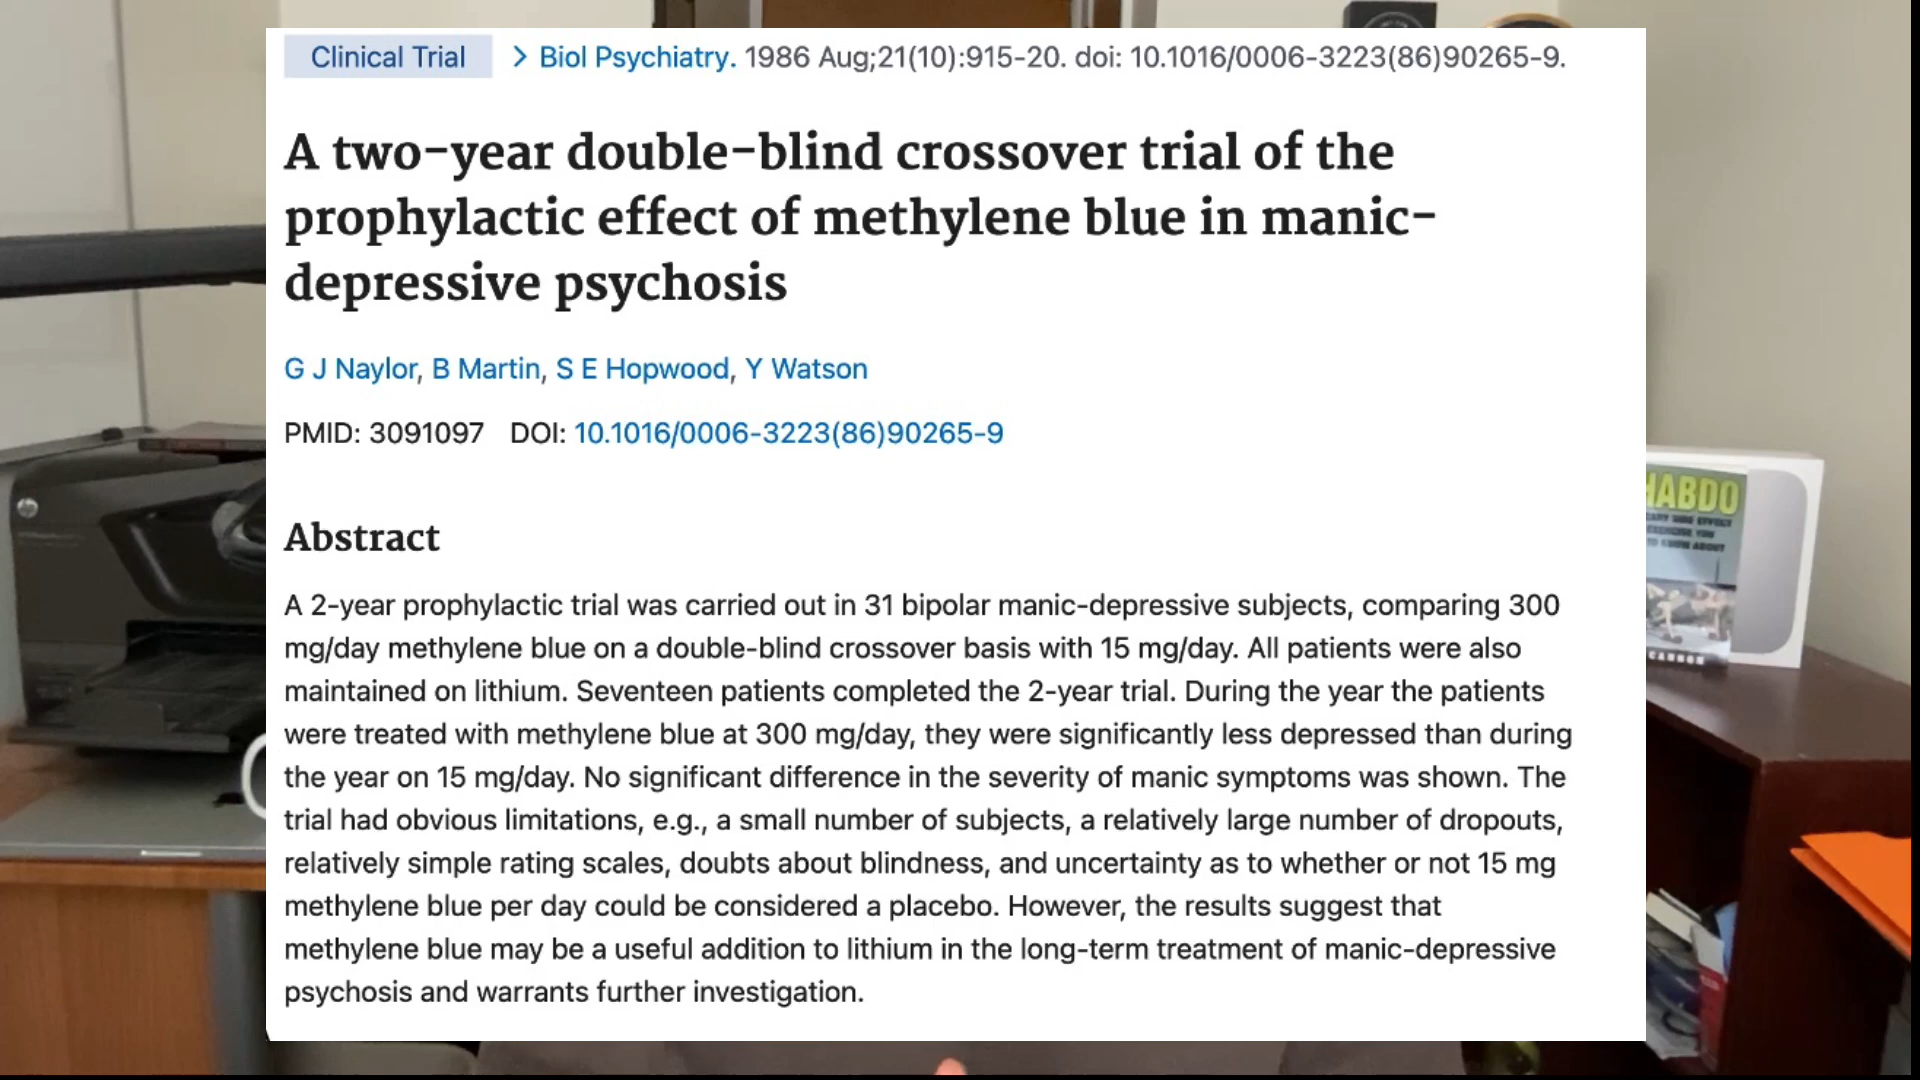 Clinical Trial > Biol Psychiatry. 1986 Aug;21(10):915-20. doi: 10.1016/0006-3223(86)90265-9.
A two-year double-blind crossover trial of the
prophylactic effect of methylene blue in manic-
depressive psychosis
G J Naylor, B Martin, S E Hopwood, Y Watson
PMID: 3091097 DOI: 10.1016/0006-3223(86)90265-9
Abstract
A 2-year prophylactic trial was carried out in 31 bipolar manic-depressive subjects, comparing 300
mg/day methylene blue on a double-blind crossover basis with 15 mg/day. All patients were also
maintained on lithium. Seventeen patients completed the 2-year trial. During the year the patients
were treated with methylene blue at 300 mg/day, they were significantly less depressed than during
the year on 15 mg/day. No significant difference in the severity of manic symptoms was shown. The
trial had obvious limitations, e.g., a small number of subjects, a relatively large number of dropouts,
relatively simple rating scales, doubts about blindness, and uncertainty as to whether or not 15 mg
methylene blue per day could be considered a placebo. However, the results suggest that
methylene blue may be a useful addition to lithium in the long-term treatment of manic-depressive
psychosis and warrants further investigation.
hp
HABDO